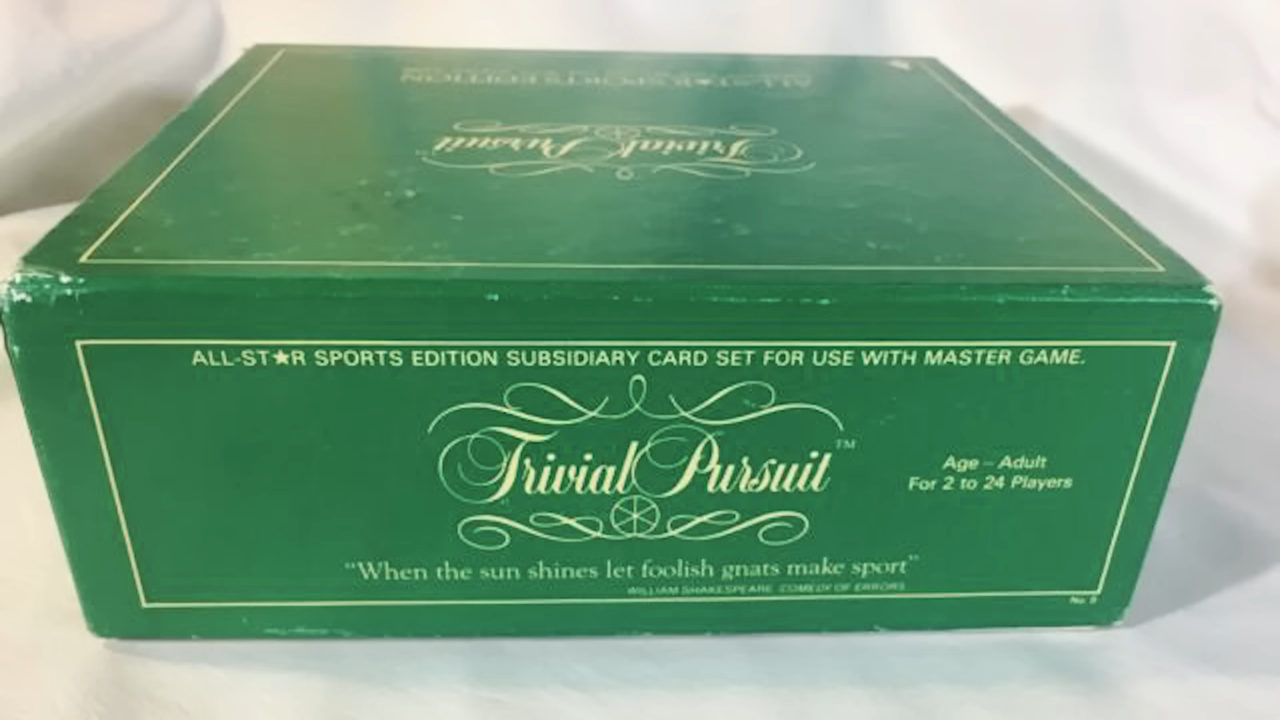 ALL-ST★R SPORTS EDITION
Trivial Pursuit
ALL-ST★R SPORTS EDITION SUBSIDIARY CARD SET FOR USE WITH MASTER GAME.
Trivial Pursuit™
Age – Adult
For 2 to 24 Players
"When the sun shines let foolish gnats make sport"
WILLIAM SHAKESPEARE. COMEDY OF ERRORS